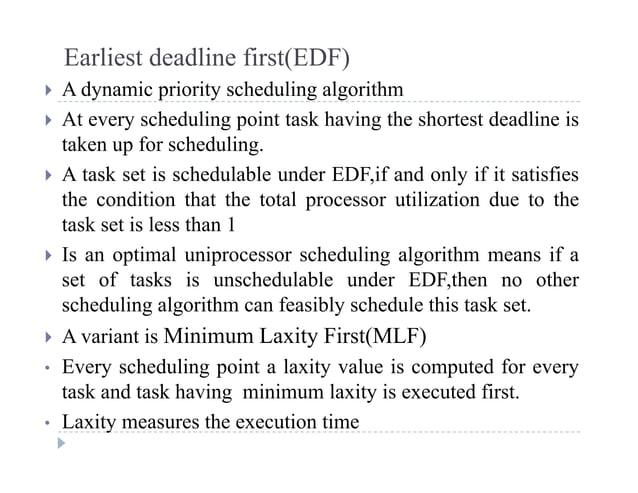 Earliest deadline first(EDF)
A dynamic priority scheduling algorithm
At every scheduling point task having the shortest deadline is
taken up for scheduling.
A task set is schedulable under EDF,if and only if it satisfies
the condition that the total processor utilization due to the
task set is less than 1
Is an optimal uniprocessor scheduling algorithm means if a
set of tasks is unschedulable under EDF,then no other
scheduling algorithm can feasibly schedule this task set.
A variant is Minimum Laxity First(MLF)
Every scheduling point a laxity value is computed for every
task and task having minimum laxity is executed first.
Laxity measures the execution time